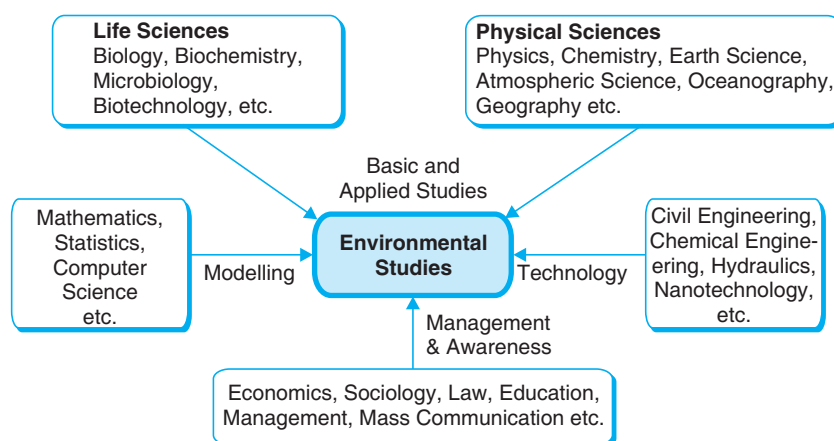 Life Sciences
Biology, Biochemistry,
Microbiology,
Biotechnology, etc.
Physical Sciences
Physics, Chemistry, Earth Science,
Atmospheric Science, Oceanography,
Geography etc.
Basic and
Applied Studies
Mathematics,
Statistics,
Computer
Science
etc.
Modelling
Environmental
Studies
Technology
Civil Engineering,
Chemical Engine-
ering, Hydraulics,
Nanotechnology,
etc.
Management
& Awareness
Economics, Sociology, Law, Education,
Management, Mass Communication etc.